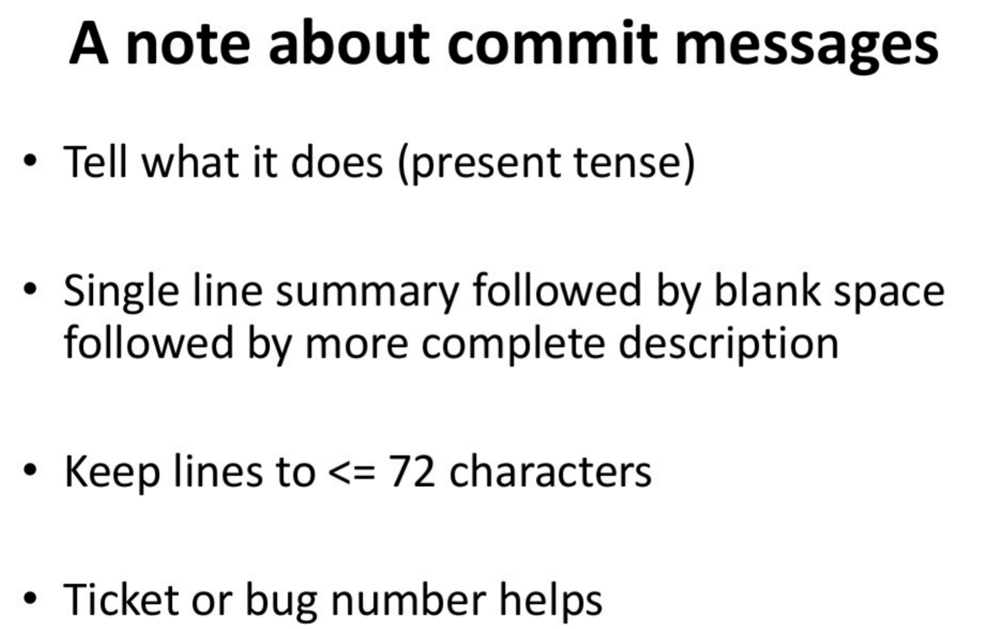 A note about commit messages
• Tell what it does (present tense)
• Single line summary followed by blank space
followed by more complete description
• Keep lines to <= 72 characters
• Ticket or bug number helps